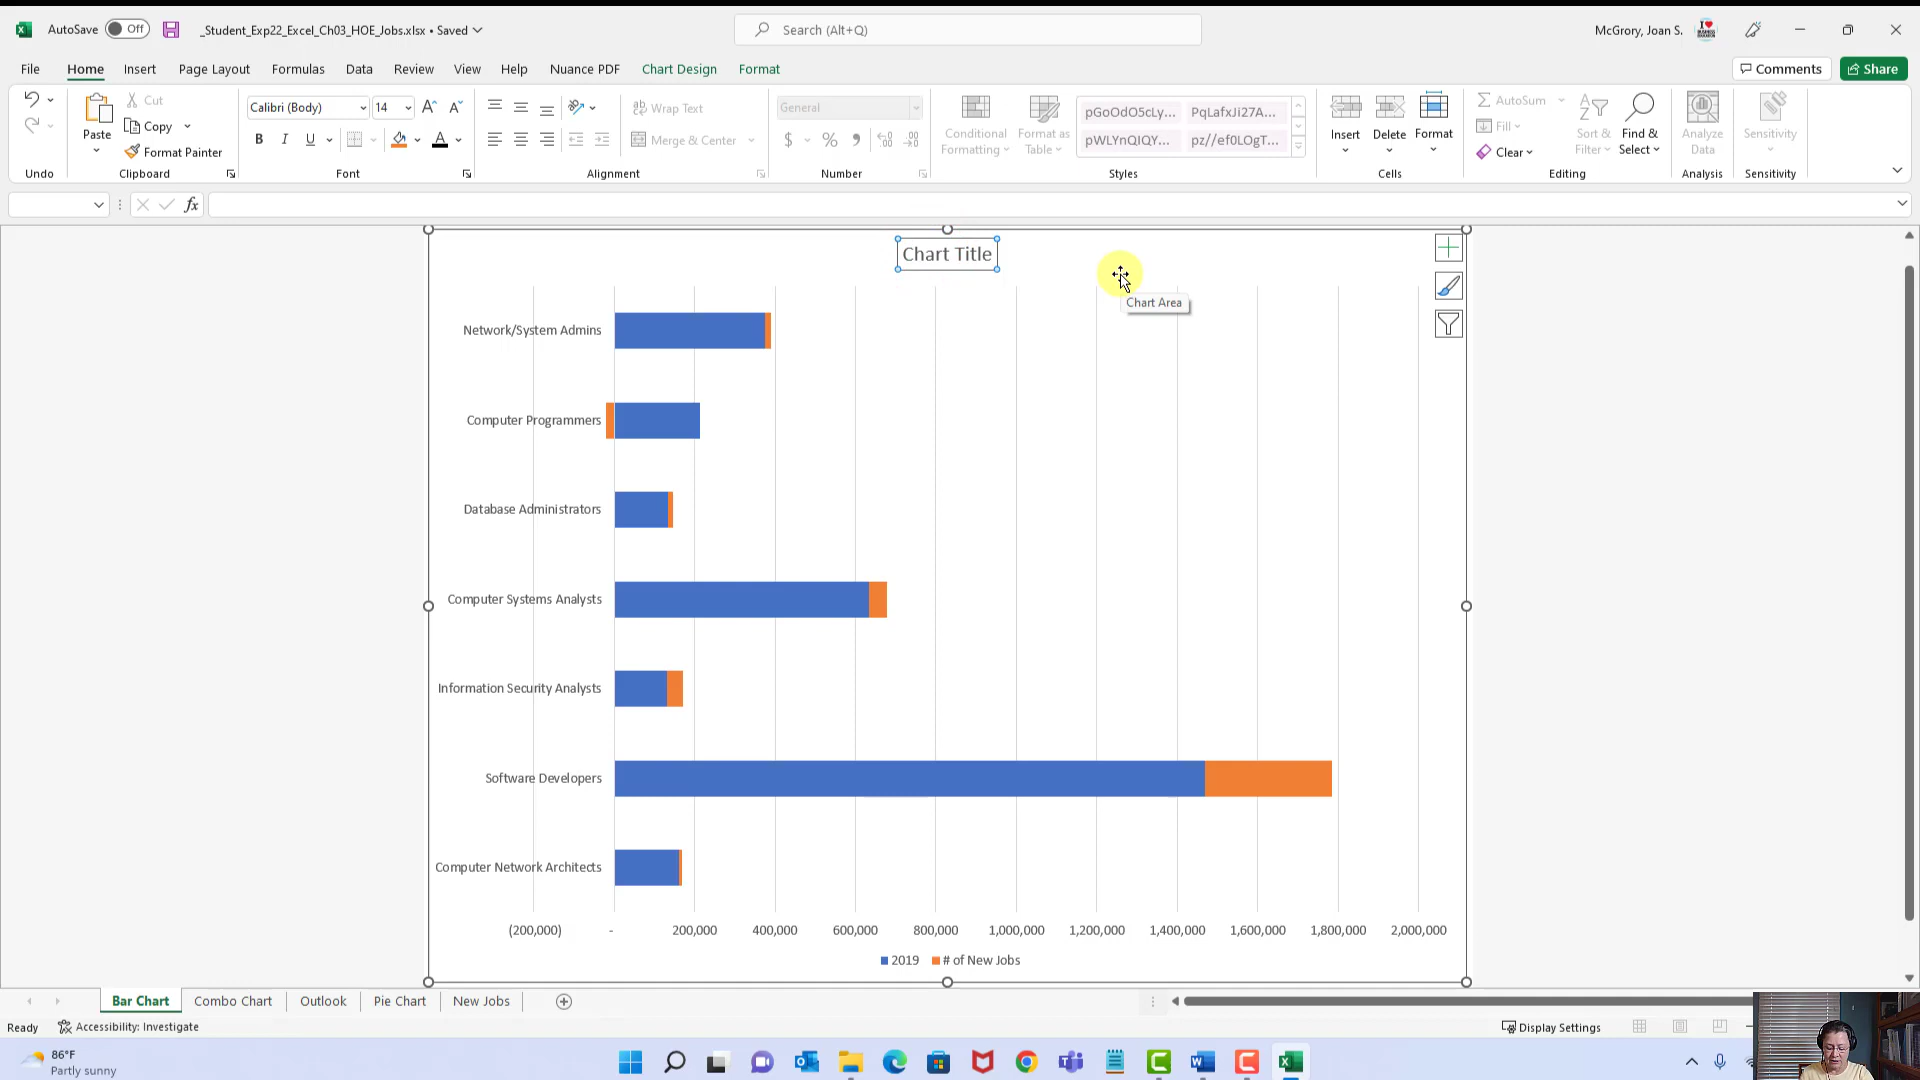 AutoSave Off _Student_Exp22_Excel_Ch03_HOE_Jobs.xlsx • Saved Search (Alt+Q) McGrory, Joan S.
File Home Insert Page Layout Formulas Data Review View Help Nuance PDF Chart Design Format Comments Share
Cut
Copy
Format Painter
Paste
Undo
Clipboard
Calibri (Body) 14
B I U
Font
Wrap Text
Merge & Center
Alignment
General
$ % 9
Number
Conditional Formatting
Format as Table
pGoOdO5cLy... PqLafxJi27A...
pWLYnQIQY... pz//ef0LOgT...
Styles
Insert Delete Format
Cells
AutoSum
Fill
Clear
Sort & Filter
Find & Select
Editing
Analyze Data
Analysis
Sensitivity
Sensitivity
fx
Chart Title
Chart Area
Network/System Admins
Computer Programmers
Database Administrators
Computer Systems Analysts
Information Security Analysts
Software Developers
Computer Network Architects
(200,000) - 200,000 400,000 600,000 800,000 1,000,000 1,200,000 1,400,000 1,600,000 1,800,000 2,000,000
2019 # of New Jobs
Bar Chart Combo Chart Outlook Pie Chart New Jobs
Ready Accessibility: Investigate Display Settings
86°F
Partly sunny